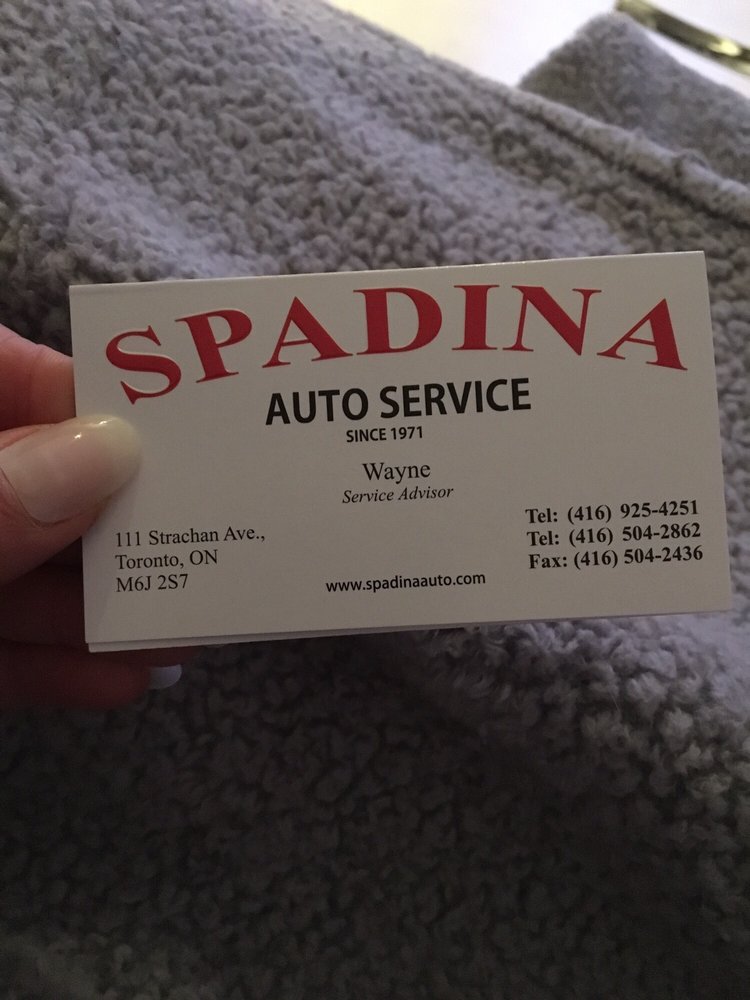 SPADINA
AUTO SERVICE
SINCE 1971
Wayne
Service Advisor
111 Strachan Ave.,
Toronto, ON
M6J 2S7
www.spadinaauto.com
Tel: (416) 925-4251
Tel: (416) 504-2862
Fax: (416) 504-2436